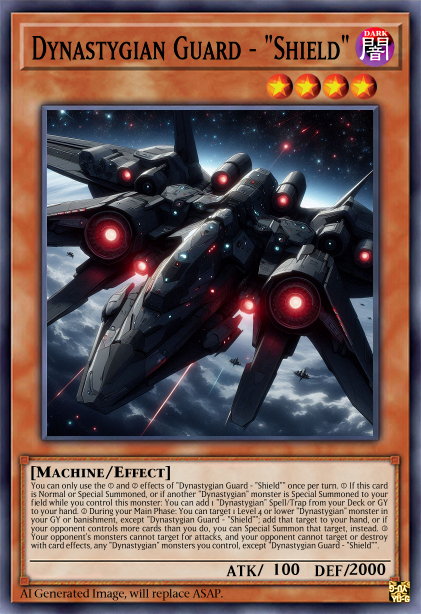 DYNASTYGIAN GUARD - "SHIELD"
DARK
闇
[MACHINE/EFFECT]
You can only use the ① and ② effects of "Dynastygian Guard - "Shield"" once per turn. ① If this card
is Normal or Special Summoned, or if another "Dynastygian" monster is Special Summoned to your
field while you control this monster: You can add 1 "Dynastygian" Spell/Trap from your Deck or GY
to your hand. ② During your Main Phase: You can target 1 Level 4 or lower "Dynastygian" monster in
your GY or banishment, except "Dynastygian Guard - "Shield""; add that target to your hand, or if
your opponent controls more cards than you do, you can Special Summon that target, instead. ③
Your opponent's monsters cannot target for attacks, and your opponent cannot target or destroy
with card effects, any "Dynastygian" monsters you control, except "Dynastygian Guard - "Shield"".
ATK/ 100 DEF/2000
AI Generated Image, will replace ASAP.